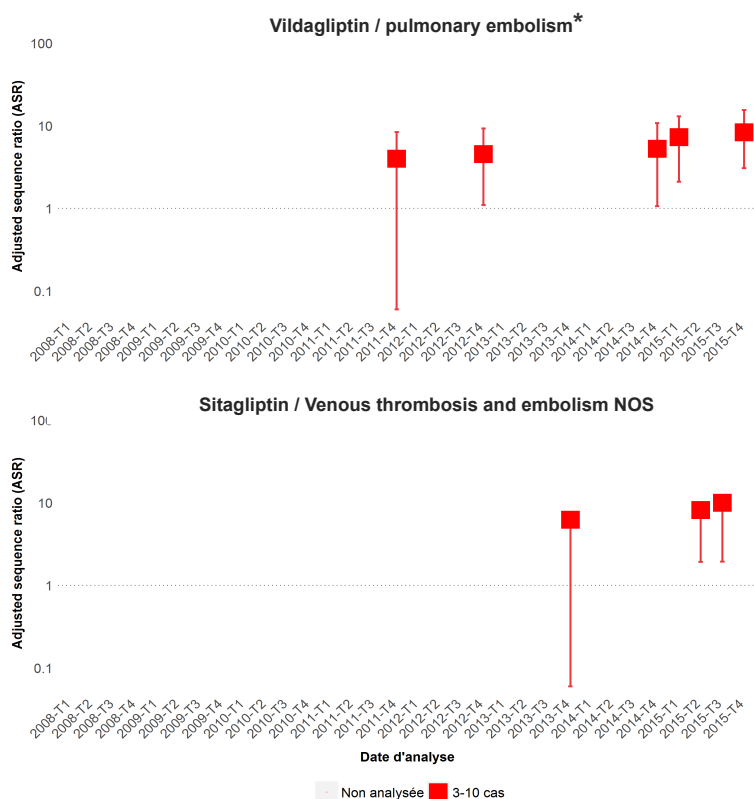 Vildagliptin / pulmonary embolism*
Adjusted sequence ratio (ASR)
100
10
1
0.1
2008-T1
2008-T2
2008-T3
2008-T4
2009-T1
2009-T2
2009-T3
2009-T4
2010-T1
2010-T2
2010-T3
2010-T4
2011-T1
2011-T2
2011-T3
2011-T4
2012-T1
2012-T2
2012-T3
2012-T4
2013-T1
2013-T2
2013-T3
2013-T4
2014-T1
2014-T2
2014-T3
2014-T4
2015-T1
2015-T2
2015-T3
2015-T4
Sitagliptin / Venous thrombosis and embolism NOS
Adjusted sequence ratio (ASR)
10
1
0.1
2008-T1
2008-T2
2008-T3
2008-T4
2009-T1
2009-T2
2009-T3
2009-T4
2010-T1
2010-T2
2010-T3
2010-T4
2011-T1
2011-T2
2011-T3
2011-T4
2012-T1
2012-T2
2012-T3
2012-T4
2013-T1
2013-T2
2013-T3
2013-T4
2014-T1
2014-T2
2014-T3
2014-T4
2015-T1
2015-T2
2015-T3
2015-T4
Date d'analyse
Non analysée 3-10 cas